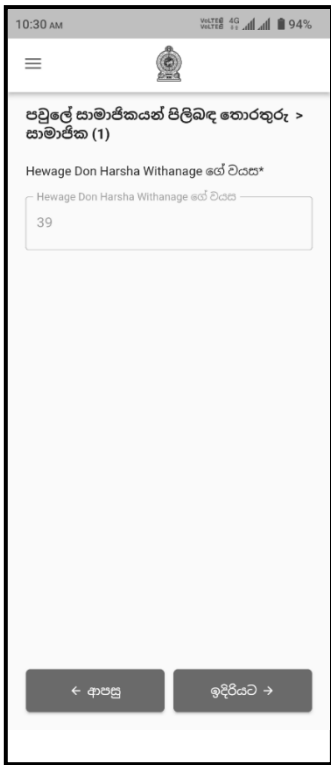 10:30 AM 4G 94%
පවුලේ සාමාජිකයන් පිලිබඳ තොරතුරු >
සාමාජික (1)
Hewage Don Harsha Withanage ගේ වයස*
Hewage Don Harsha Withanage ගේ වයස
39
← ආපසු
ඉදිරියට →